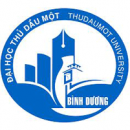 ĐẠI HỌC THỦ DẦU MỘT
THUDAUMOT UNIVERSITY
BÌNH DƯƠNG